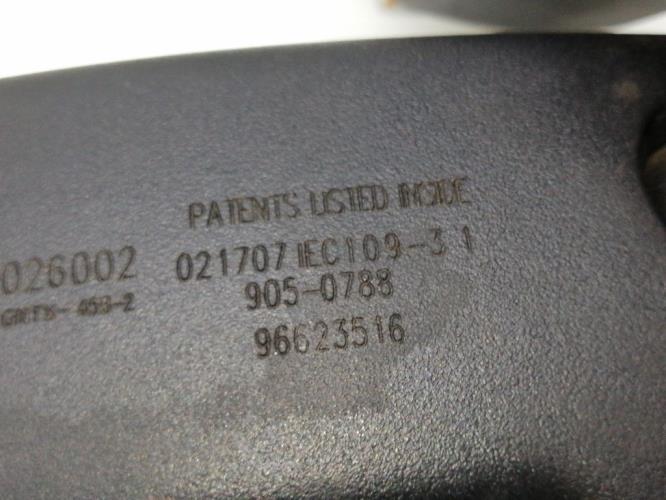 PATENTS LISTED INSIDE
026002 021707 IEC109-3 1
905-0788
96623516